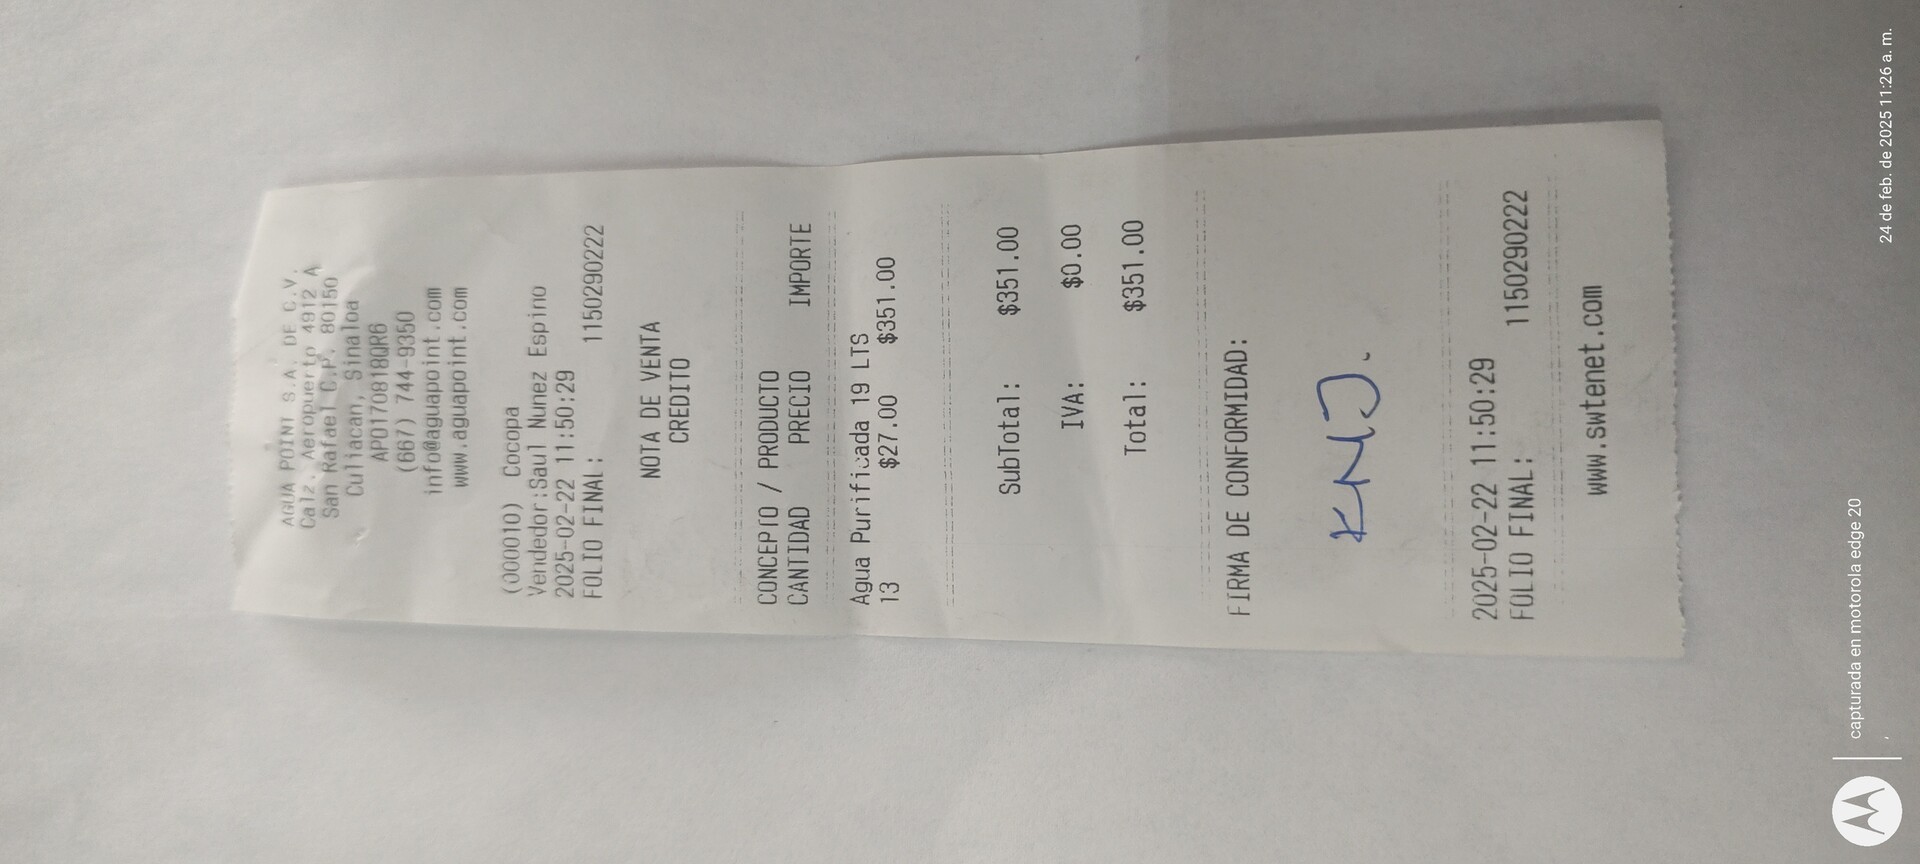 AGUA POINT S.A. DE C.V.
Calz. Aeropuerto 4912 A
San Rafael C.P. 80150
Culiacan, Sinaloa
APO170818QR6
(667) 744-9350
info@aguapoint.com
www.aguapoint.com
(000010) Cocopa
Vendedor:Saul Nunez Espino
2025-02-22 11:50:29
FOLIO FINAL: 1150290222
NOTA DE VENTA
CREDITO
CONCEPTO / PRODUCTO
CANTIDAD PRECIO IMPORTE
Agua Purificada 19 LTS
13 $27.00 $351.00
SubTotal: $351.00
IVA: $0.00
Total: $351.00
FIRMA DE CONFORMIDAD:
KNJ.
2025-02-22 11:50:29
FOLIO FINAL: 1150290222
www.swtenet.com
capturada en motorola edge 20
24 de feb. de 2025 11:26 a. m.